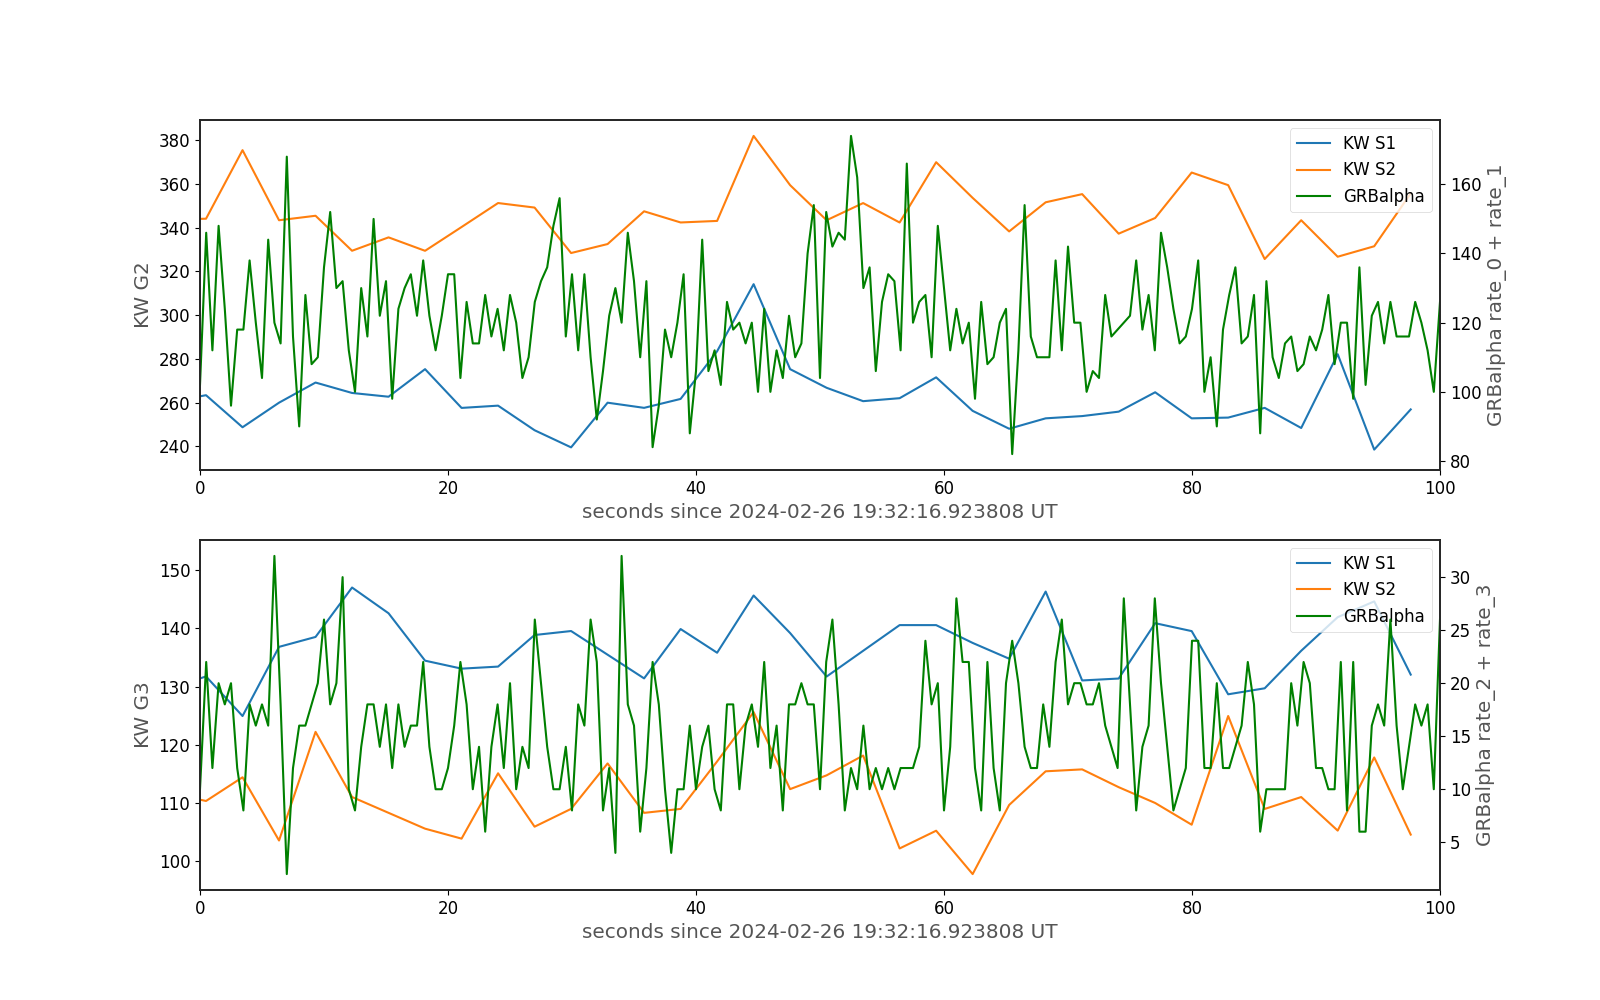 380
360
340
320
300
280
260
240
KW G2
KW S1
KW S2
GRBalpha
160
140
120
100
80
GRBalpha rate_0 + rate_1
0 20 40 60 80 100
seconds since 2024-02-26 19:32:16.923808 UT
150
140
130
120
110
100
KW G3
KW S1
KW S2
GRBalpha
30
25
20
15
10
5
GRBalpha rate_2 + rate_3
0 20 40 60 80 100
seconds since 2024-02-26 19:32:16.923808 UT